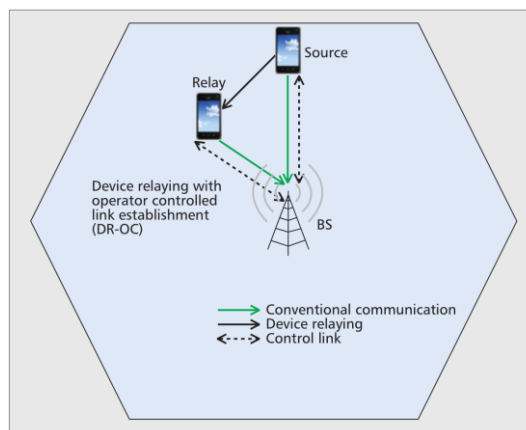 Source
Relay
Device relaying with
operator controlled
link establishment
(DR-OC)
BS
Conventional communication
Device relaying
Control link